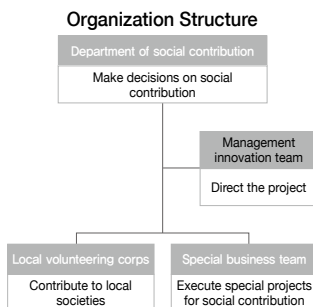 Organization Structure
Department of social contribution
Make decisions on social
contribution
Management
innovation team
Direct the project
Local volunteering corps
Contribute to local
societies
Special business team
Execute special projects
for social contribution